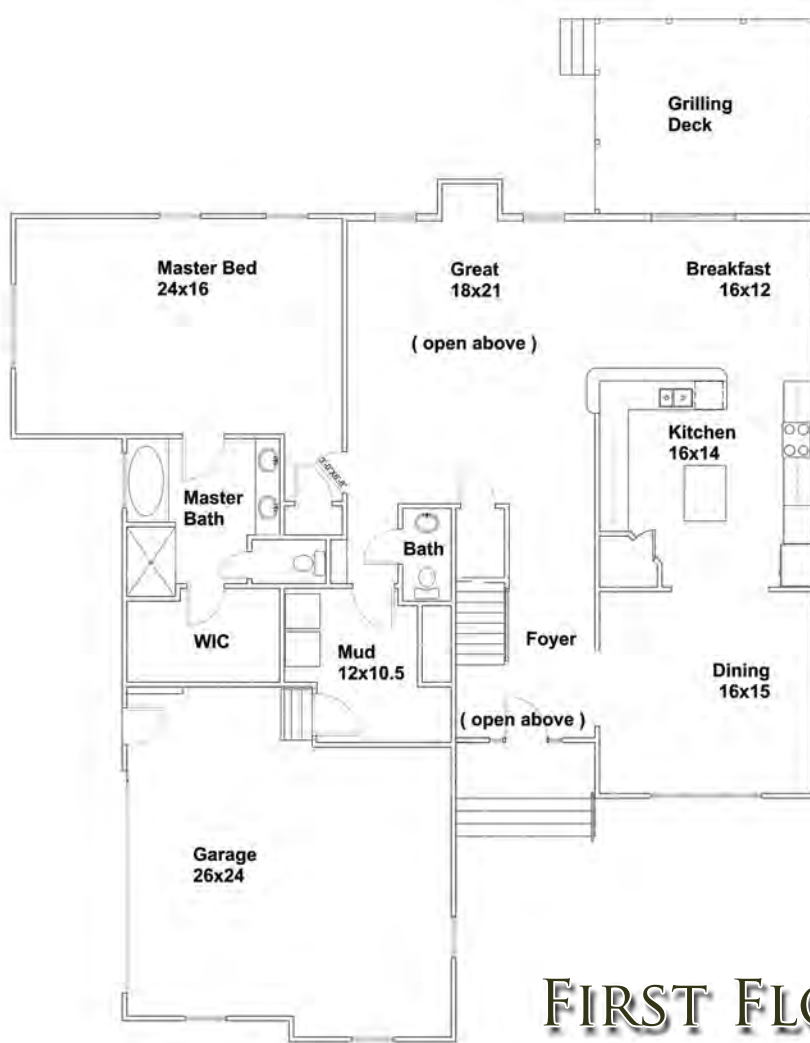 Grilling
Deck
Master Bed
24x16
Great
18x21
Breakfast
16x12
( open above )
Kitchen
16x14
Master
Bath
Bath
WIC
Mud
12x10.5
Foyer
Dining
16x15
( open above )
Garage
26x24
FIRST FLO